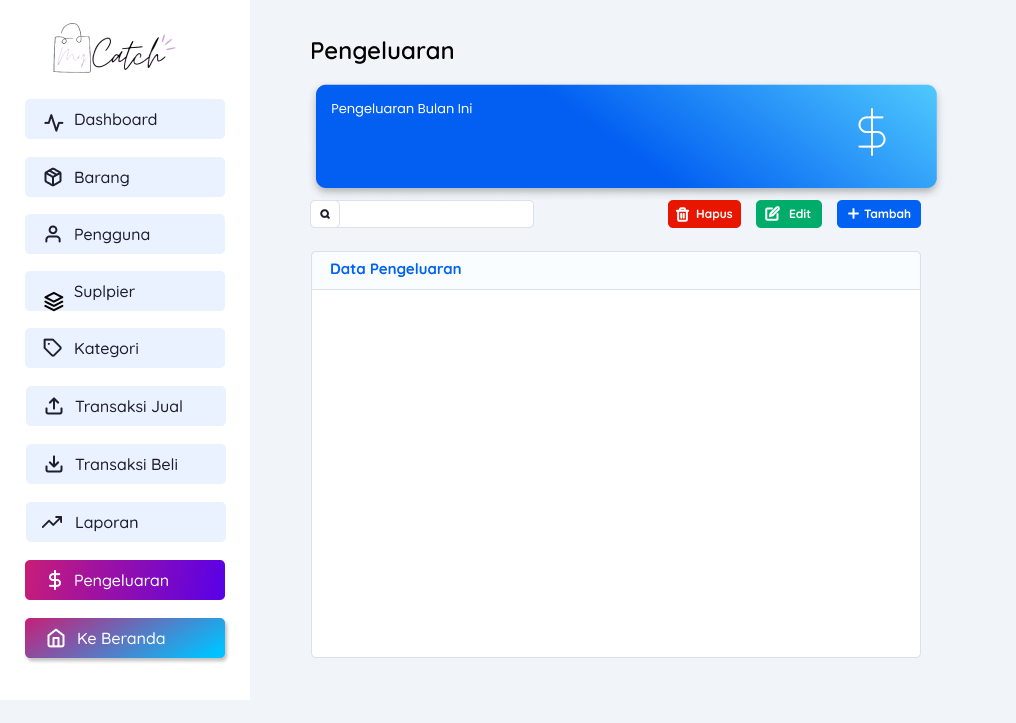 My Catch
Dashboard
Barang
Pengguna
Suplpier
Kategori
Transaksi Jual
Transaksi Beli
Laporan
Pengeluaran
Ke Beranda
Pengeluaran
Pengeluaran Bulan Ini
$
Hapus
Edit
+ Tambah
Data Pengeluaran